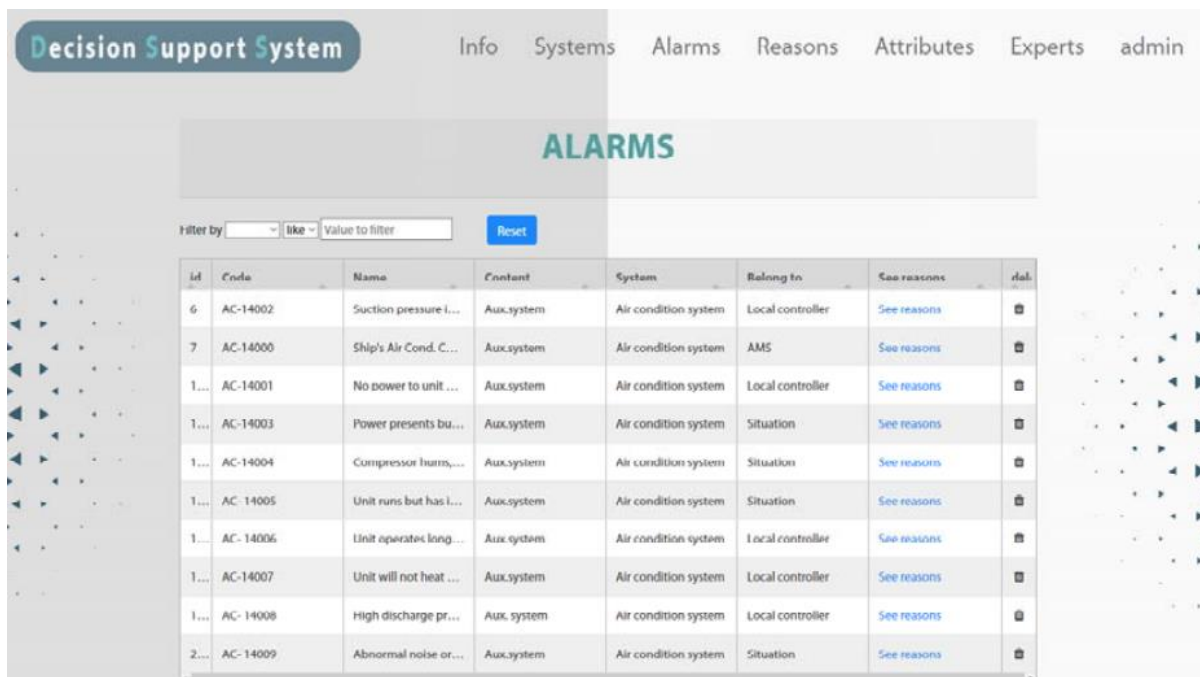 Decision Support System Info Systems Alarms Reasons Attributes Experts admin
ALARMS
Filter by like Value to filter Reset
id Code Name Content System Belong to See reasons del
6 AC-14002 Suction pressure i... Aux.system Air condition system Local controller See reasons
7 AC-14000 Ship's Air Cond. C... Aux.system Air condition system AMS See reasons
1... AC-14001 No power to unit ... Aux.system Air condition system Local controller See reasons
1... AC-14003 Power presents bu... Aux.system Air condition system Situation See reasons
1... AC-14004 Compressor hums,... Aux.system Air condition system Situation See reasons
1... AC- 14005 Unit runs but has i... Aux.system Air condition system Situation See reasons
1... AC- 14006 Unit operates long... Aux.system Air condition system Local controller See reasons
1... AC-14007 Unit will not heat ... Aux.system Air condition system Local controller See reasons
1... AC- 14008 High discharge pr... Aux. system Air condition system Local controller See reasons
2... AC- 14009 Abnormal noise or... Aux.system Air condition system Situation See reasons